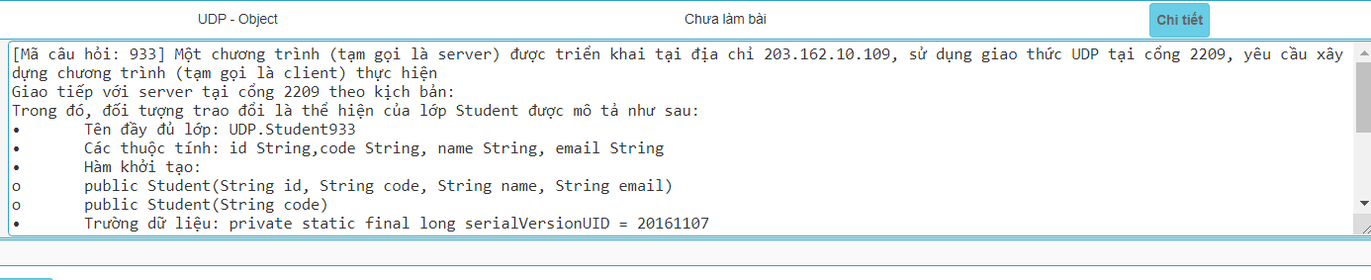 UDP - Object Chưa làm bài Chi tiết
[Mã câu hỏi: 933] Một chương trình (tạm gọi là server) được triển khai tại địa chỉ 203.162.10.109, sử dụng giao thức UDP tại cổng 2209, yêu cầu xây
dựng chương trình (tạm gọi là client) thực hiện
Giao tiếp với server tại cổng 2209 theo kịch bản:
Trong đó, đối tượng trao đổi là thể hiện của lớp Student được mô tả như sau:
• Tên đầy đủ lớp: UDP.Student933
• Các thuộc tính: id String,code String, name String, email String
• Hàm khởi tạo:
o public Student(String id, String code, String name, String email)
o public Student(String code)
• Trường dữ liệu: private static final long serialVersionUID = 20161107